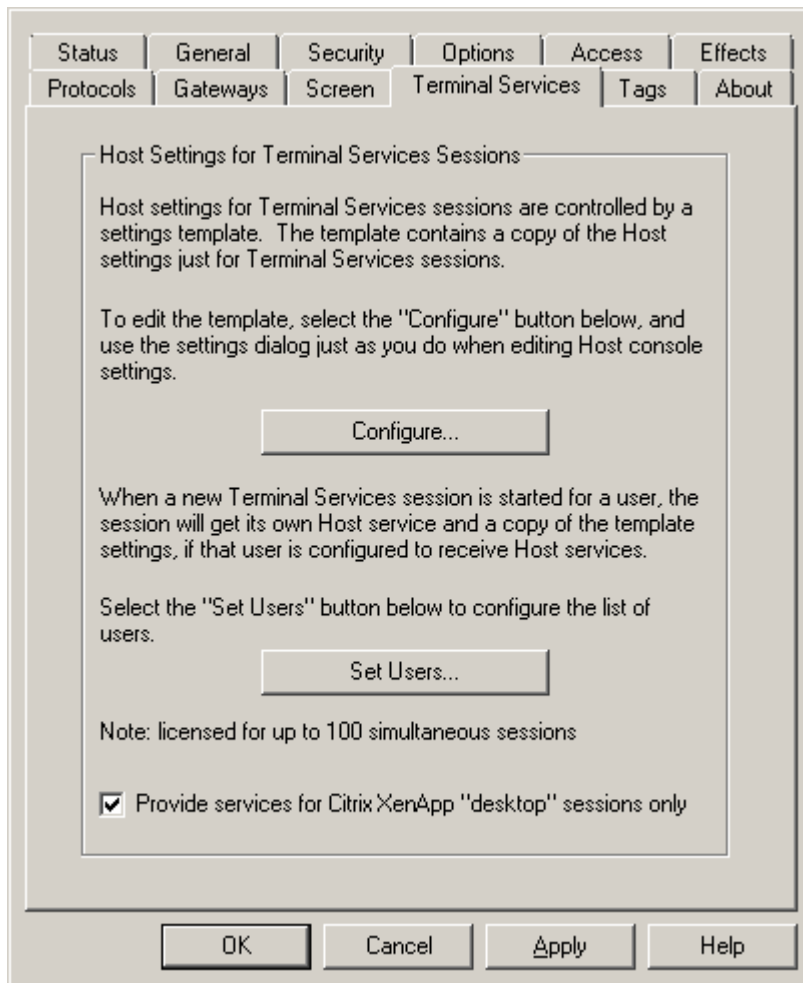 Status General Security Options Access Effects
Protocols Gateways Screen Terminal Services Tags About
Host Settings for Terminal Services Sessions
Host settings for Terminal Services sessions are controlled by a
settings template. The template contains a copy of the Host
settings just for Terminal Services sessions.
To edit the template, select the "Configure" button below, and
use the settings dialog just as you do when editing Host console
settings.
Configure...
When a new Terminal Services session is started for a user, the
session will get its own Host service and a copy of the template
settings, if that user is configured to receive Host services.
Select the "Set Users" button below to configure the list of
users.
Set Users...
Note: licensed for up to 100 simultaneous sessions
Provide services for Citrix XenApp "desktop" sessions only
OK Cancel Apply Help